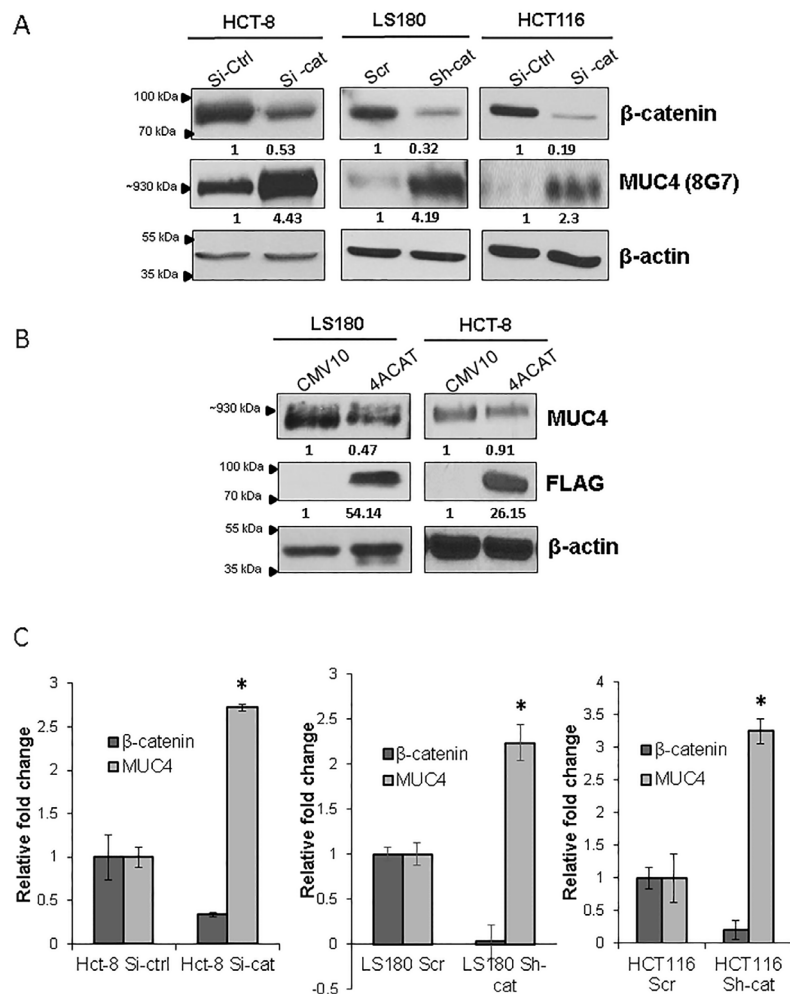 A
HCT-8 LS180 HCT116
Si-Ctrl Si -cat Scr Sh-cat Si-Ctrl Si -cat
100 kDa
70 kDa
β-catenin
1 0.53 1 0.32 1 0.19
~930 kDa
MUC4 (8G7)
1 4.43 1 4.19 1 2.3
55 kDa
35 kDa
β-actin
B
LS180 HCT-8
CMV10 4ACAT CMV10 4ACAT
~930 kDa
MUC4
1 0.47 1 0.91
100 kDa
70 kDa
FLAG
1 54.14 1 26.15
55 kDa
35 kDa
β-actin
C
Relative fold change
3
2.5
2
1.5
1
0.5
0
β-catenin
MUC4
*
Hct-8 Si-ctrl Hct-8 Si-cat
Relative fold change
3
2.5
2
1.5
1
0.5
0
-0.5
β-catenin
MUC4
*
LS180 Scr LS180 Sh-
cat
Relative fold change
4
3.5
3
2.5
2
1.5
1
0.5
0
β-catenin
MUC4
*
HCT116 HCT116
Scr Sh-cat